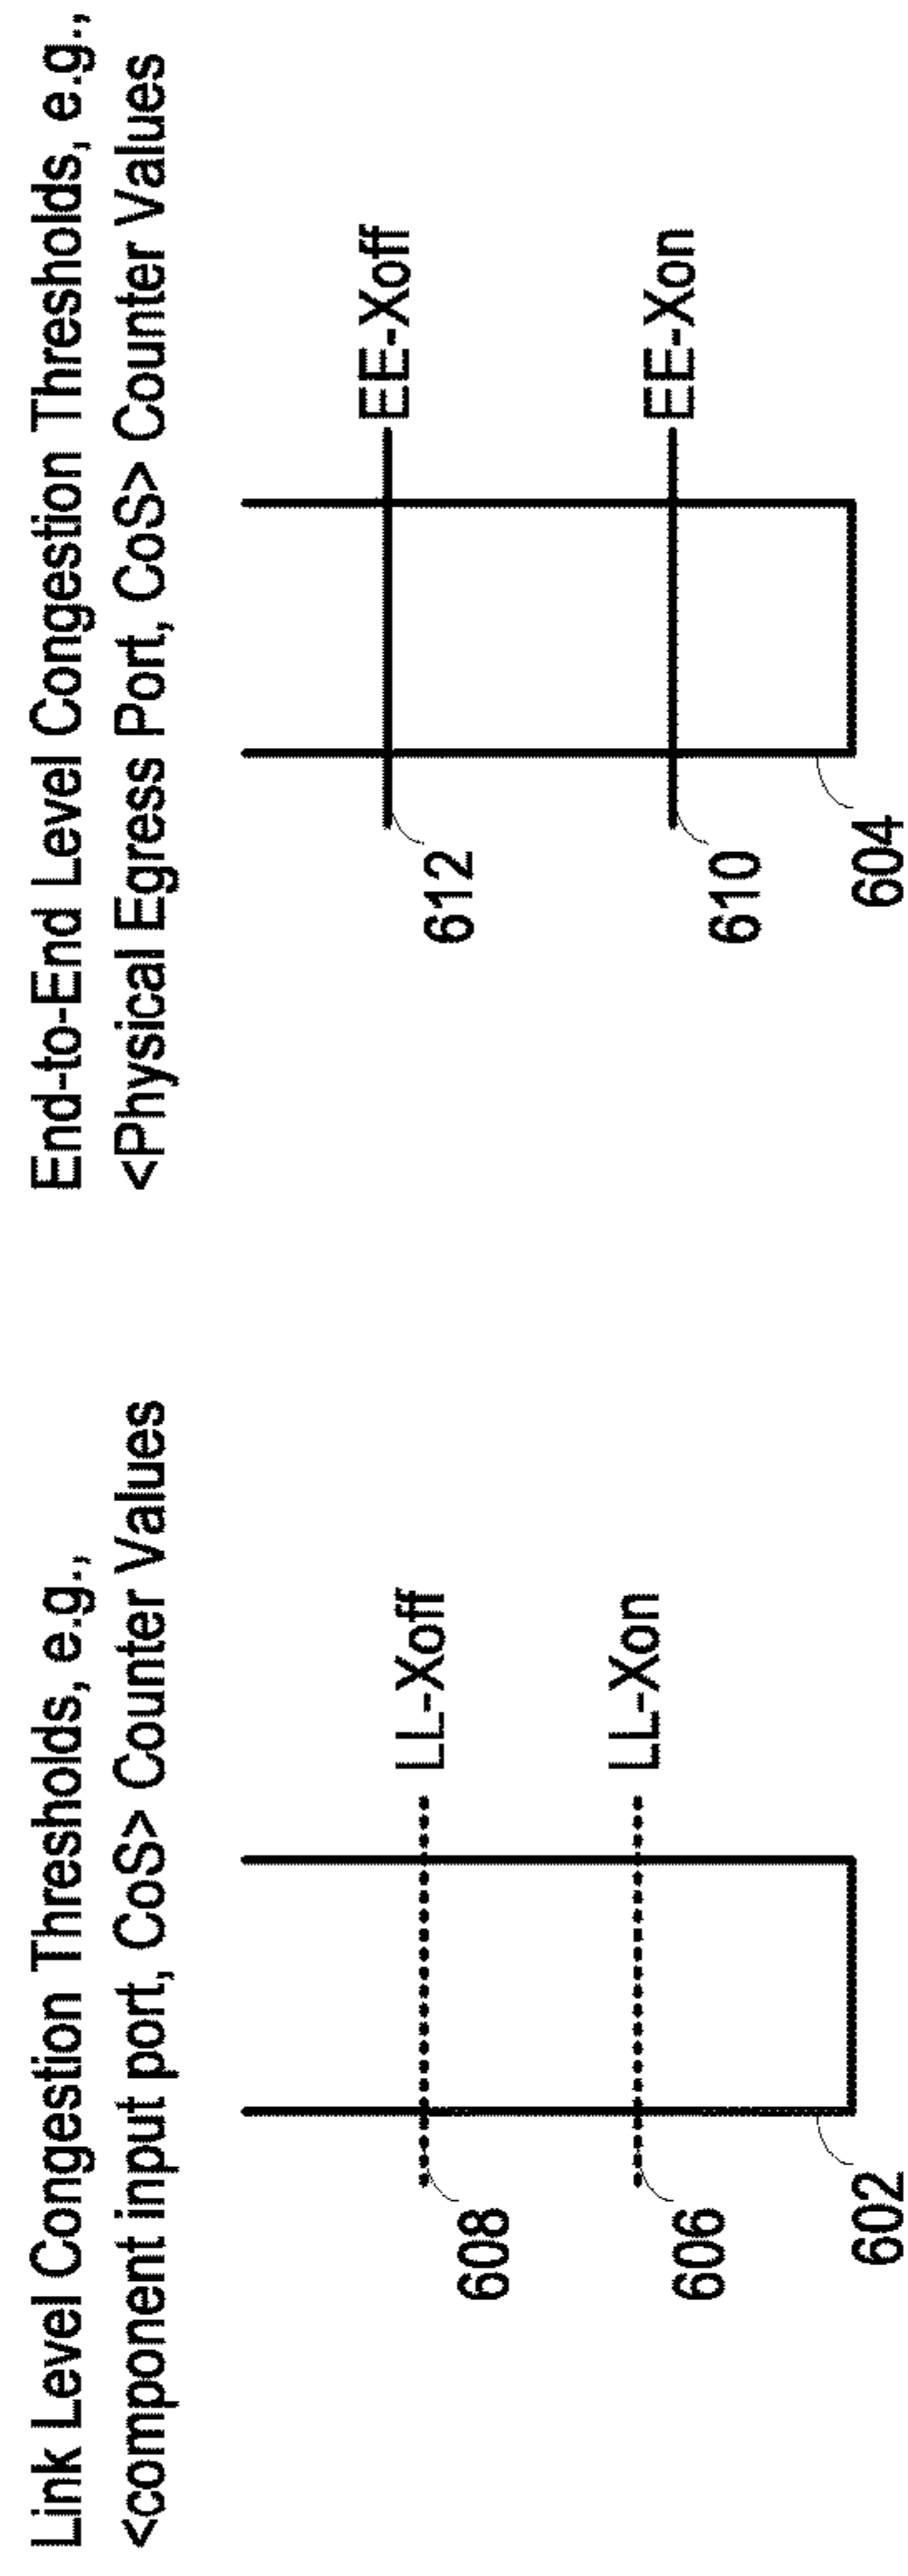 Link Level Congestion Thresholds, e.g.,
<component input port, CoS> Counter Values
608
LL-Xoff
606
LL-Xon
602
End-to-End Level Congestion Thresholds, e.g.,
<Physical Egress Port, CoS> Counter Values
612
EE-Xoff
610
EE-Xon
604